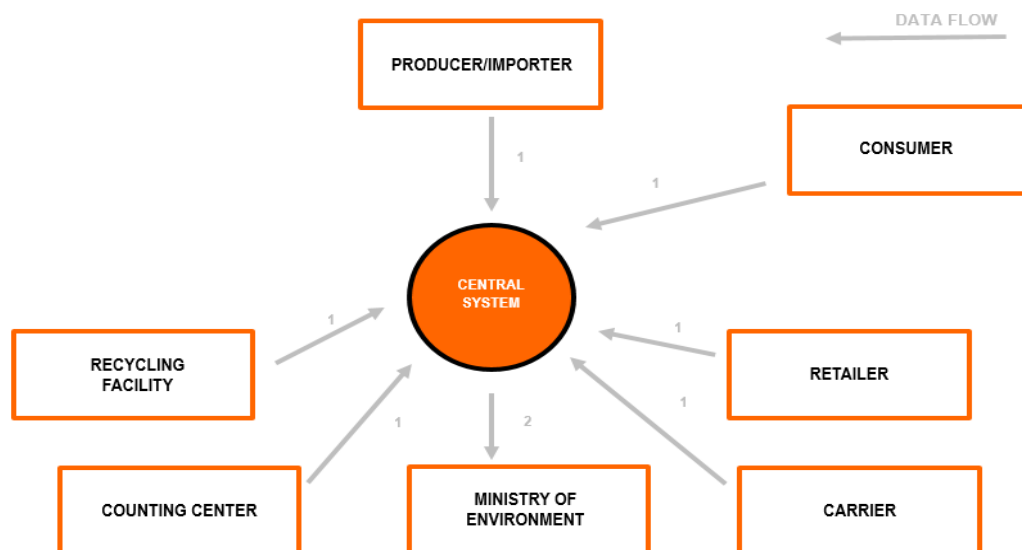 DATA FLOW
PRODUCER/IMPORTER
CONSUMER
1
1
CENTRAL
SYSTEM
1
1
RECYCLING
FACILITY
RETAILER
1
1
2
COUNTING CENTER
MINISTRY OF
ENVIRONMENT
CARRIER